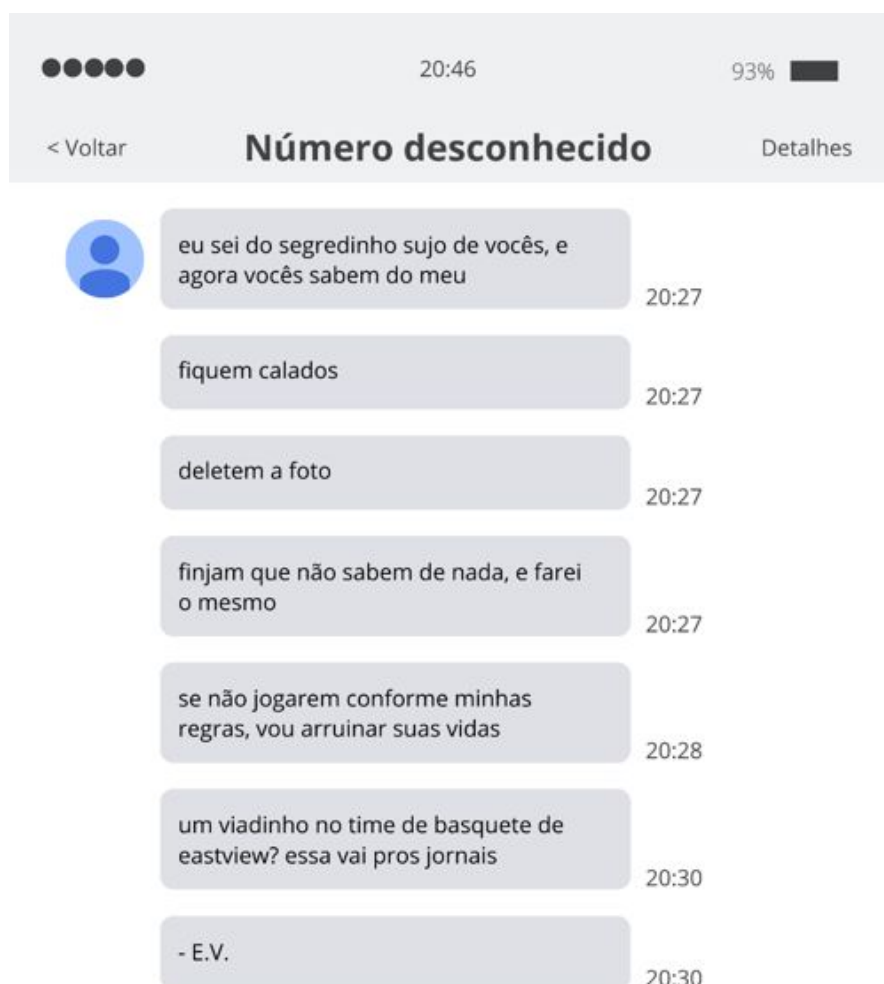 20:46
93%
< Voltar
Número desconhecido
Detalhes
eu sei do segredinho sujo de vocês, e
agora vocês sabem do meu
20:27
fiquem calados
20:27
deletem a foto
20:27
finjam que não sabem de nada, e farei
o mesmo
20:27
se não jogarem conforme minhas
regras, vou arruinar suas vidas
20:28
um viadinho no time de basquete de
eastview? essa vai pros jornais
20:30
- E.V.
20:30